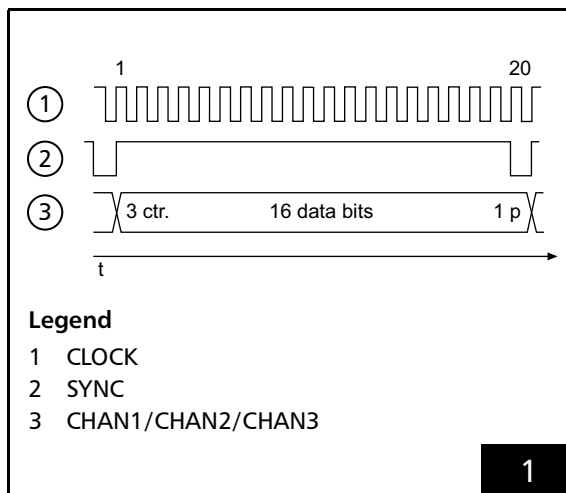 1 20
1
2
3 3 ctr. 16 data bits 1 p
t
Legend
1 CLOCK
2 SYNC
3 CHAN1/CHAN2/CHAN3
1